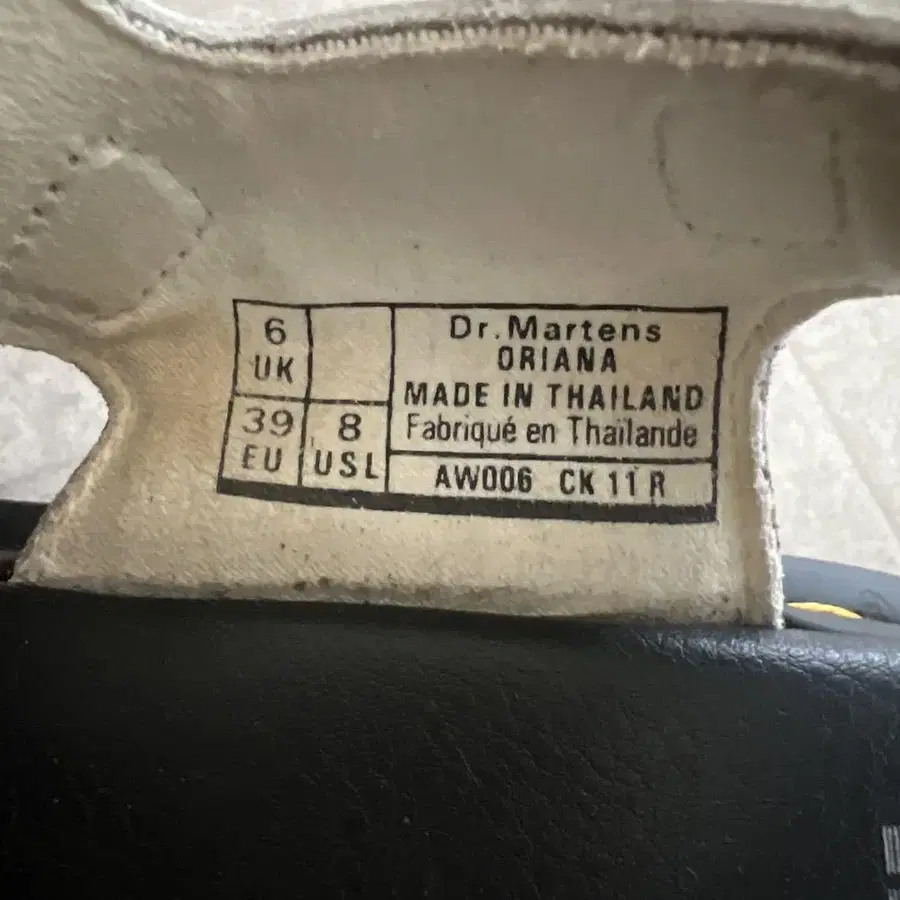 6
UK
39
EU
8
USL
Dr.Martens
ORIANA
MADE IN THAILAND
Fabriqué en Thaïlande
AW006 CK 11 R